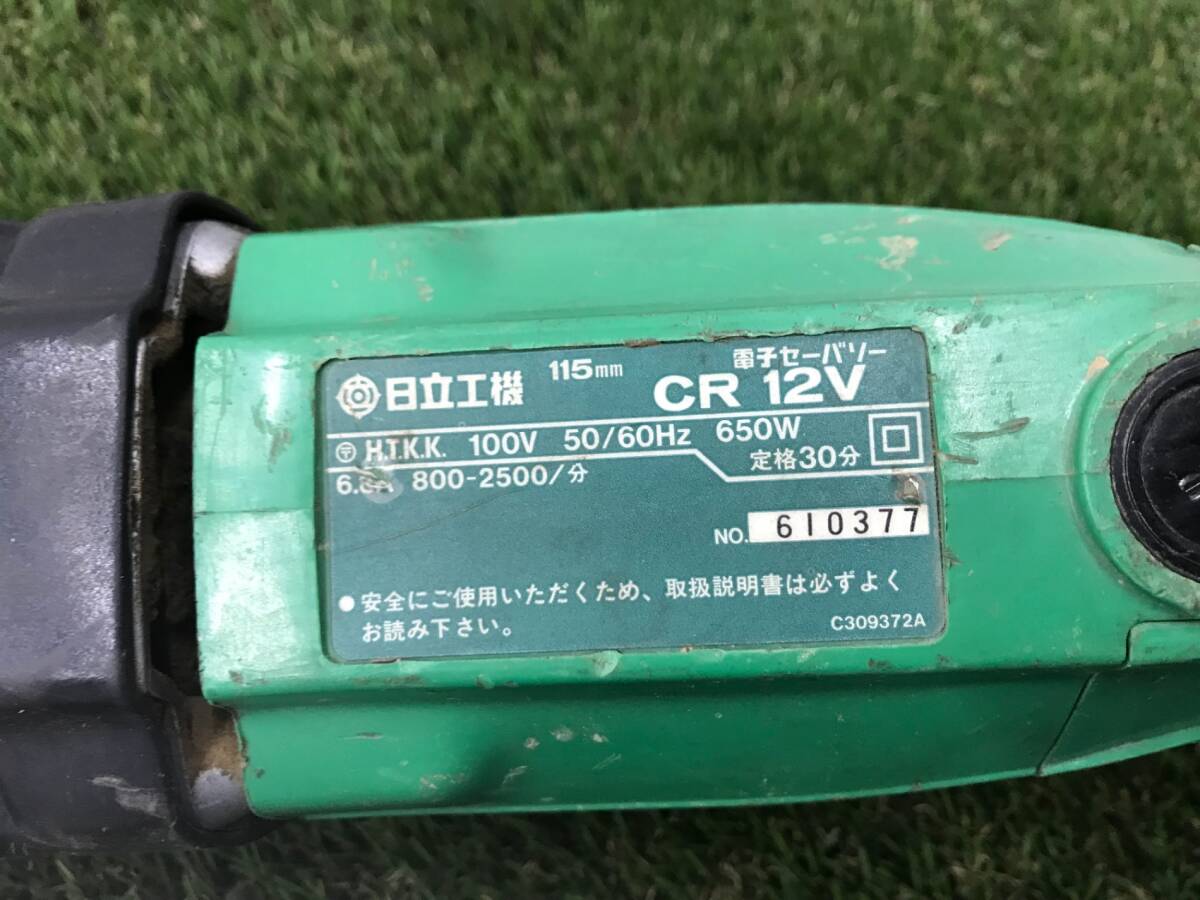 日立工機 115mm 電子セーバソー
CR 12V
〒 H.T.K.K. 100V 50/60Hz 650W
定格30分
800-2500/分
NO. 610377
●安全にご使用いただくため、取扱説明書は必ずよく
お読み下さい。
C309372A